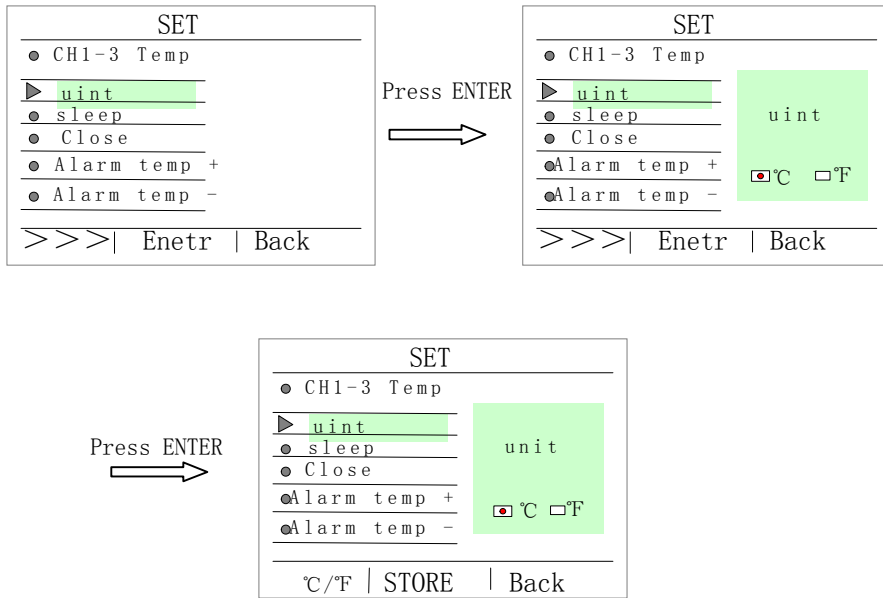 SET
CH1-3 Temp
uint
sleep
Close
Alarm temp +
Alarm temp -
>>>| Enetr | Back
Press ENTER
SET
CH1-3 Temp
uint
sleep
Close
Alarm temp +
Alarm temp -
uint
℃ ℉
>>>| Enetr | Back
Press ENTER
SET
CH1-3 Temp
uint
sleep
Close
Alarm temp +
Alarm temp -
unit
℃ ℉
℃/℉ | STORE | Back